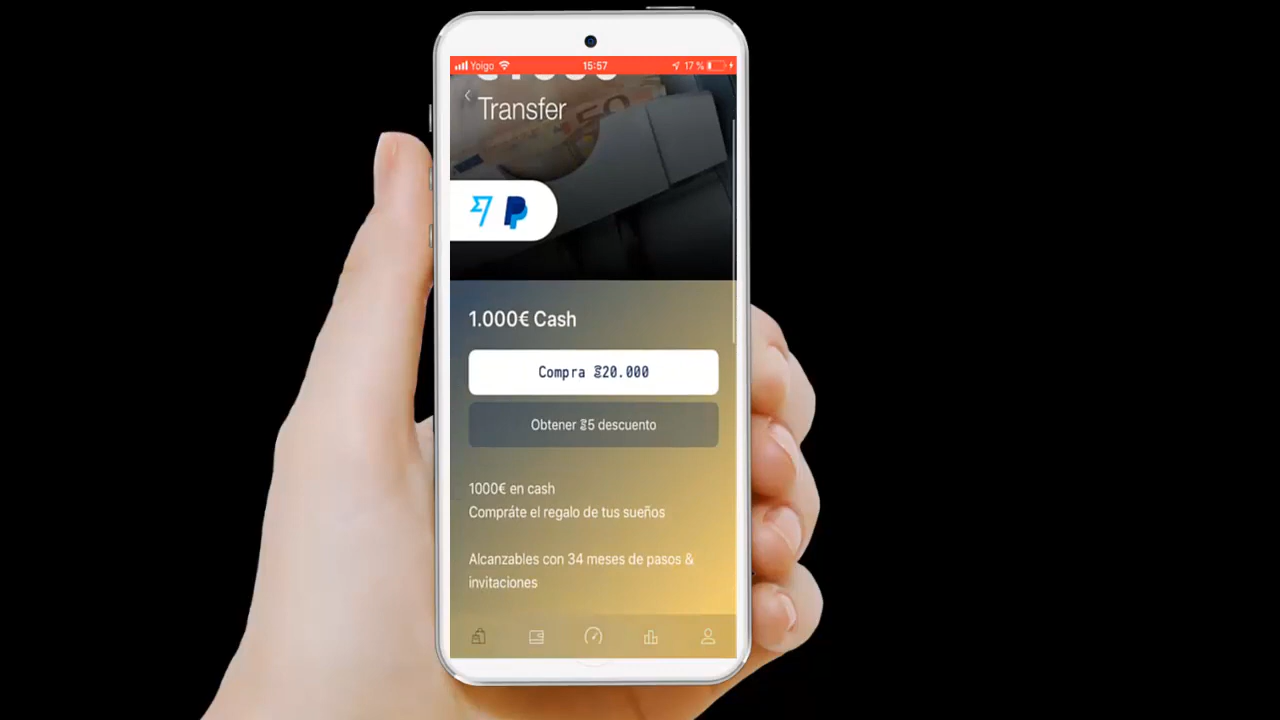 Yoigo 15:57 17 %
Transfer
1.000€ Cash
Compra 20.000
Obtener 5 descuento
1000€ en cash
Compráte el regalo de tus sueños
Alcanzables con 34 meses de pasos &
invitaciones